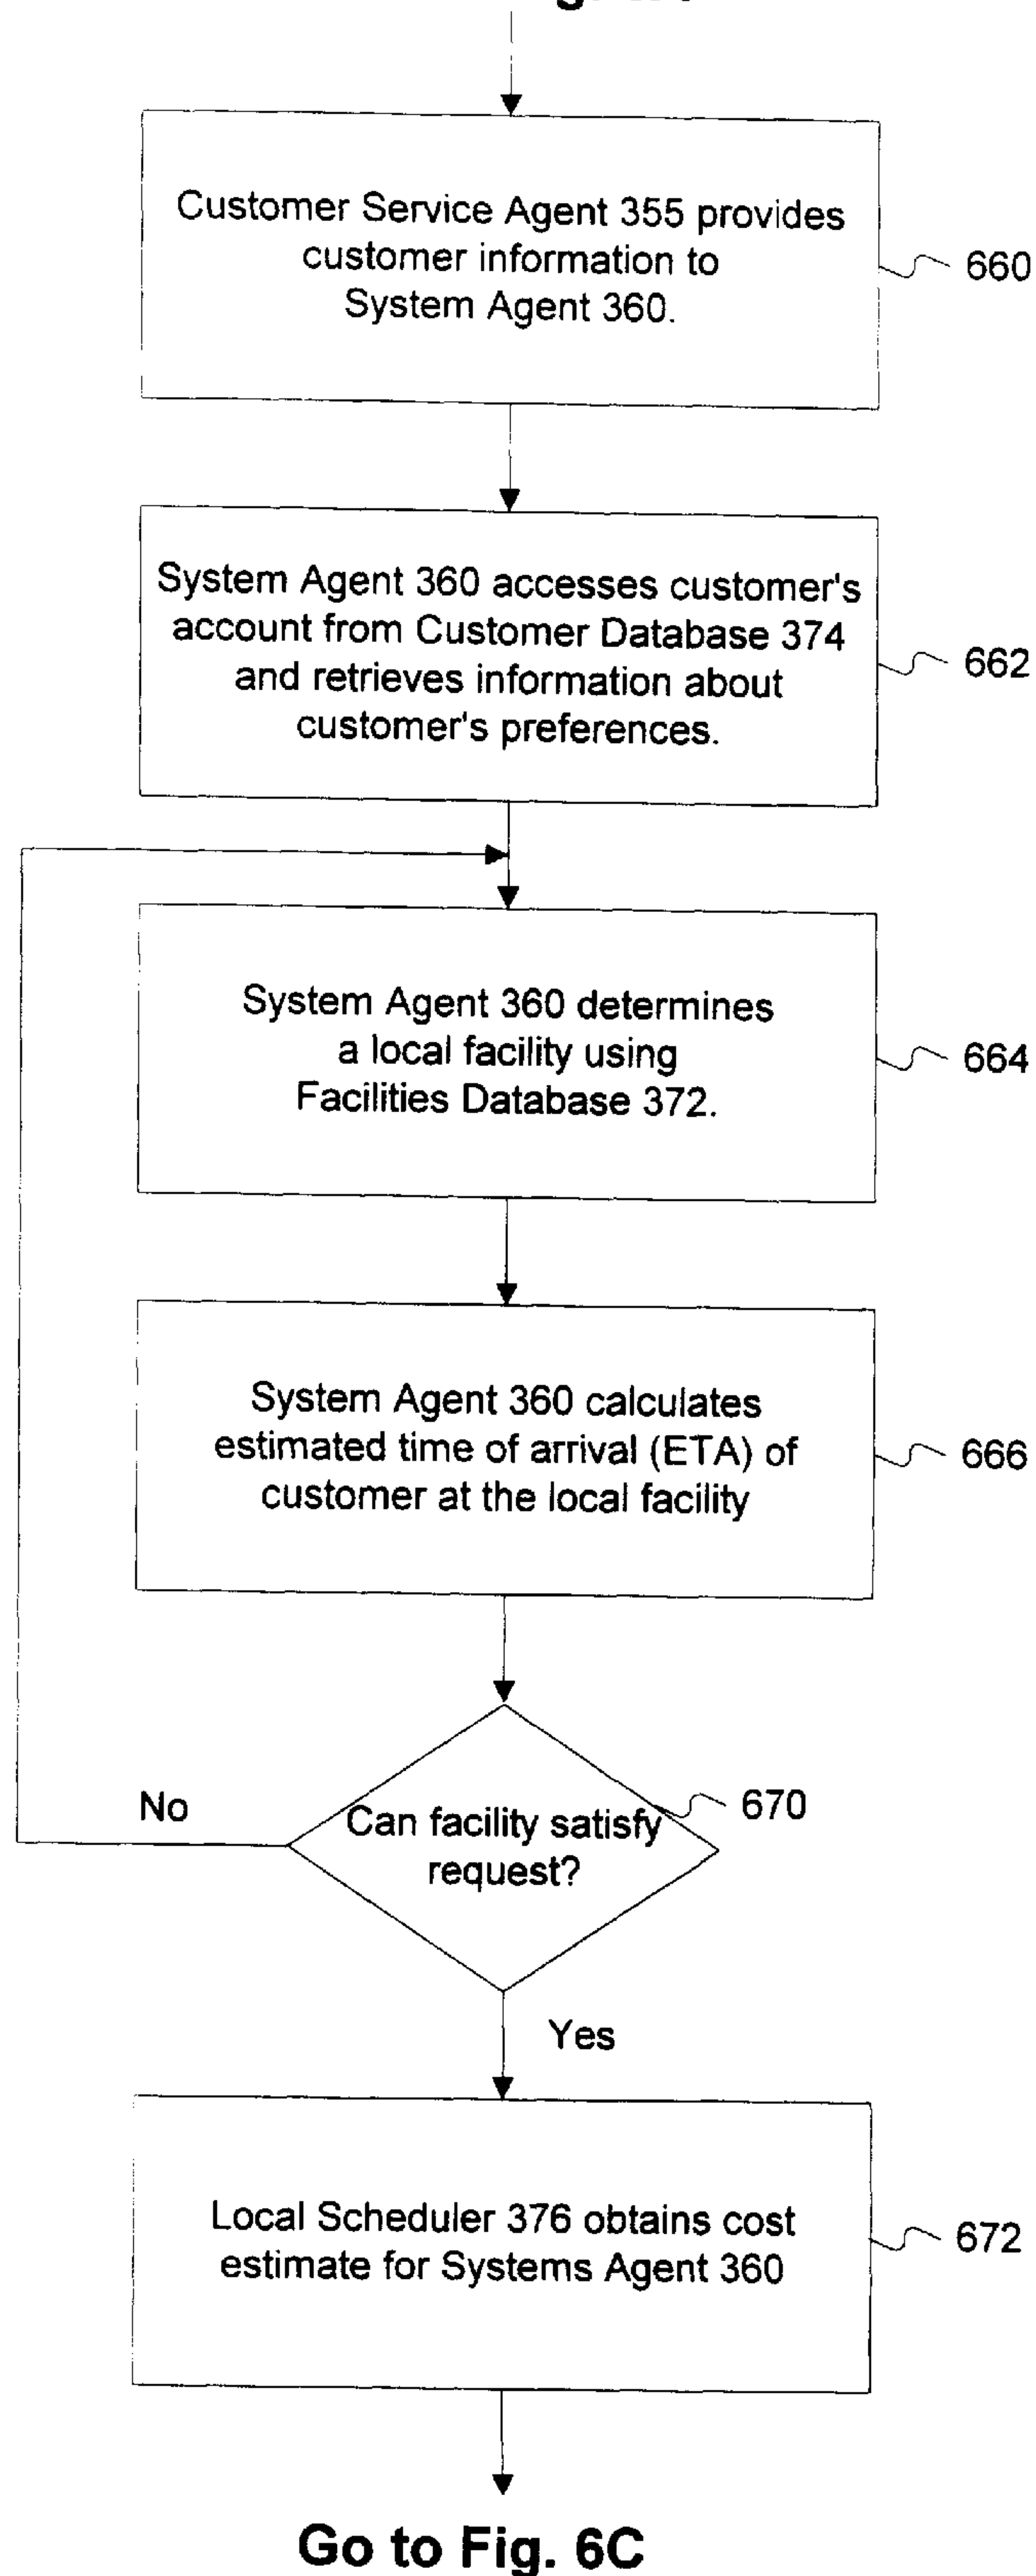 Customer Service Agent 355 provides
customer information to
System Agent 360.
660
System Agent 360 accesses customer's
account from Customer Database 374
and retrieves information about
customer's preferences.
662
System Agent 360 determines
a local facility using
Facilities Database 372.
664
System Agent 360 calculates
estimated time of arrival (ETA) of
customer at the local facility
666
No
Can facility satisfy
request?
670
Yes
Local Scheduler 376 obtains cost
estimate for Systems Agent 360
672
Go to Fig. 6C